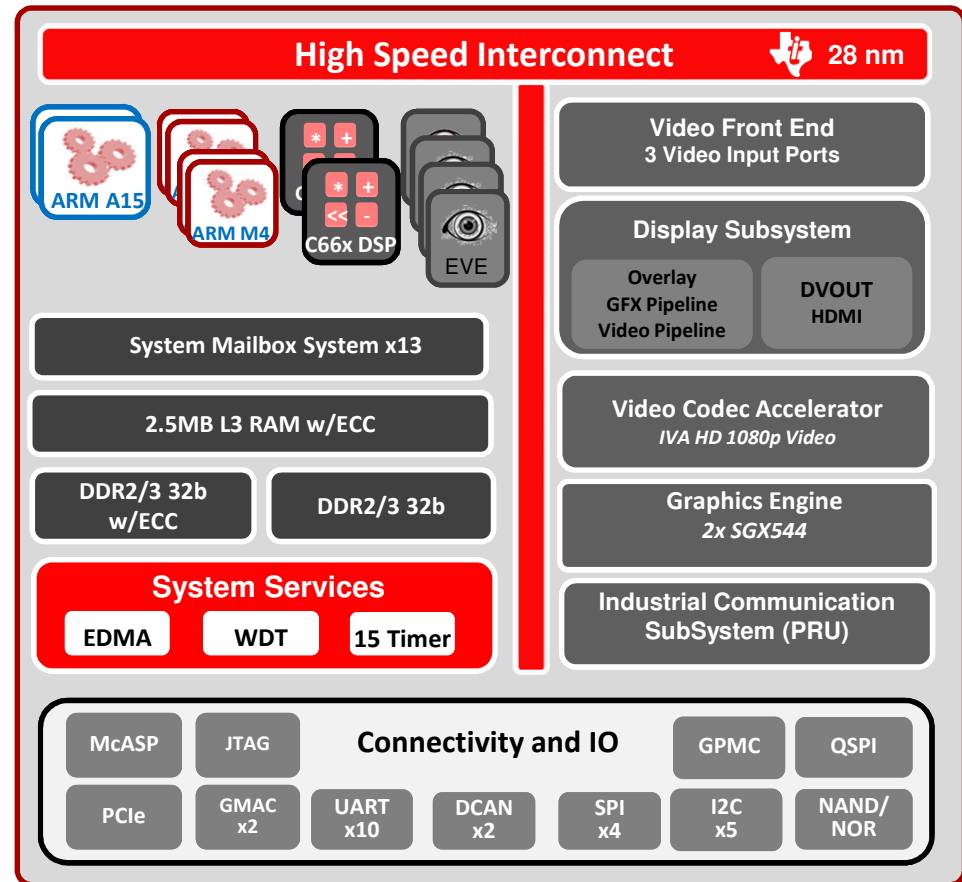 High Speed Interconnect
28 nm
ARM A15
ARM M4
* +
* +
<< -
C66x DSP
EVE
System Mailbox System x13
2.5MB L3 RAM w/ECC
DDR2/3 32b
w/ECC
DDR2/3 32b
System Services
EDMA
WDT
15 Timer
Video Front End
3 Video Input Ports
Display Subsystem
Overlay
GFX Pipeline
Video Pipeline
DVOUT
HDMI
Video Codec Accelerator
IVA HD 1080p Video
Graphics Engine
2x SGX544
Industrial Communication
SubSystem (PRU)
Connectivity and IO
McASP
JTAG
GPMC
QSPI
PCIe
GMAC
x2
UART
x10
DCAN
x2
SPI
x4
I2C
x5
NAND/
NOR